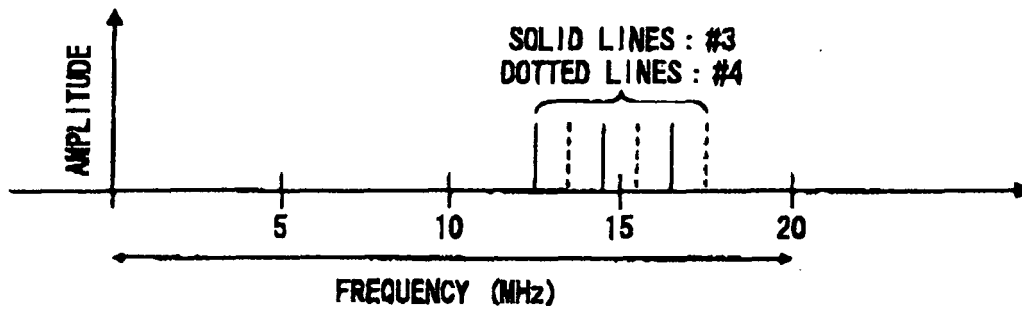 SOLID LINES : #3
DOTTED LINES : #4
AMPLITUDE
5 10 15 20
FREQUENCY (MHz)